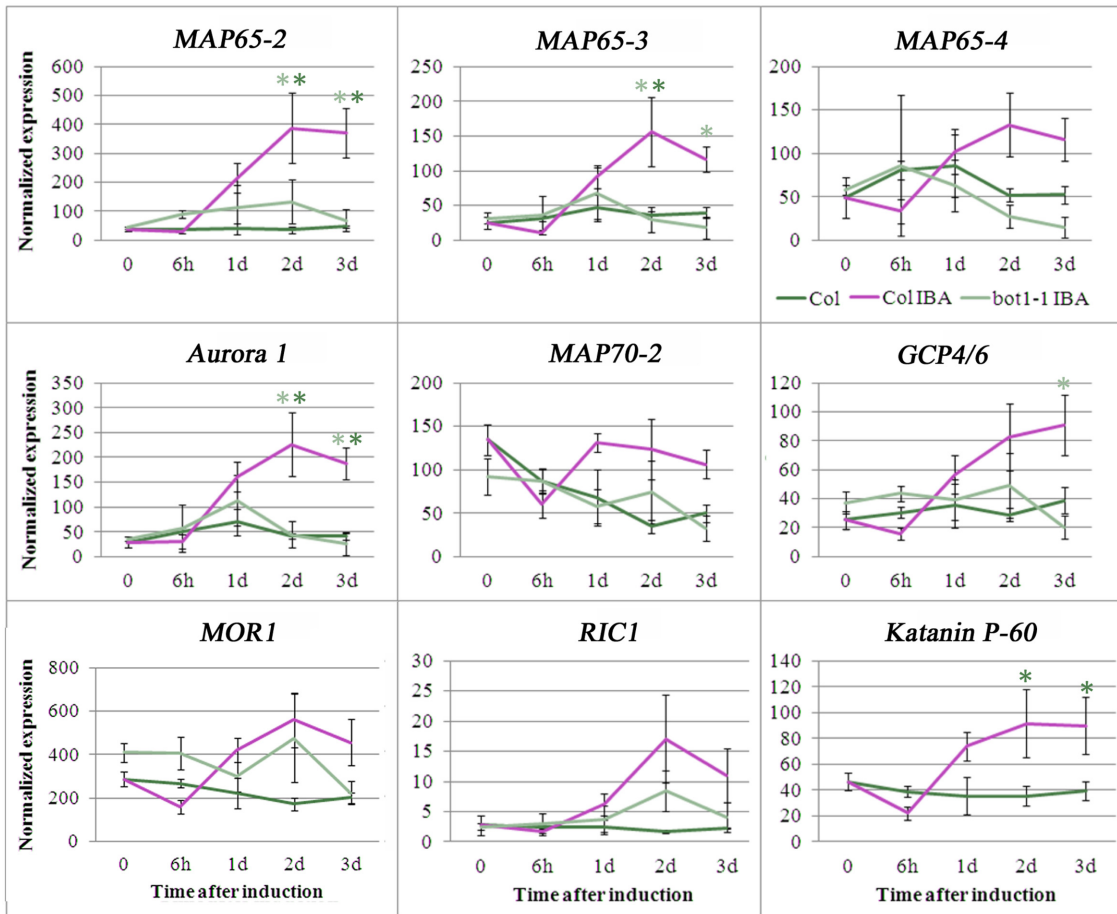 MAP65-2
Normalized expression
600
500
400
300
200
100
0
0 6h 1d 2d 3d
**
**
MAP65-3
250
200
150
100
50
0
0 6h 1d 2d 3d
**
*
MAP65-4
200
150
100
50
0
0 6h 1d 2d 3d
Col Col IBA bot1-1 IBA
Aurora 1
Normalized expression
350
300
250
200
150
100
50
0
0 6h 1d 2d 3d
**
**
MAP70-2
200
150
100
50
0
0 6h 1d 2d 3d
GCP4/6
120
100
80
60
40
20
0
0 6h 1d 2d 3d
*
MOR1
Normalized expression
800
600
400
200
0
0 6h 1d 2d 3d
Time after induction
RIC1
30
25
20
15
10
5
0
0 6h 1d 2d 3d
Time after induction
Katanin P-60
140
120
100
80
60
40
20
0
0 6h 1d 2d 3d
* *
Time after induction